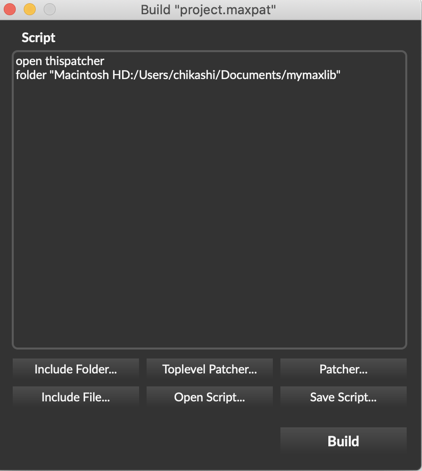 Build "project.maxpat"
Script
open thispatcher
folder "Macintosh HD:/Users/chikashi/Documents/mymaxlib"
Include Folder... Toplevel Patcher... Patcher...
Include File... Open Script... Save Script...
Build